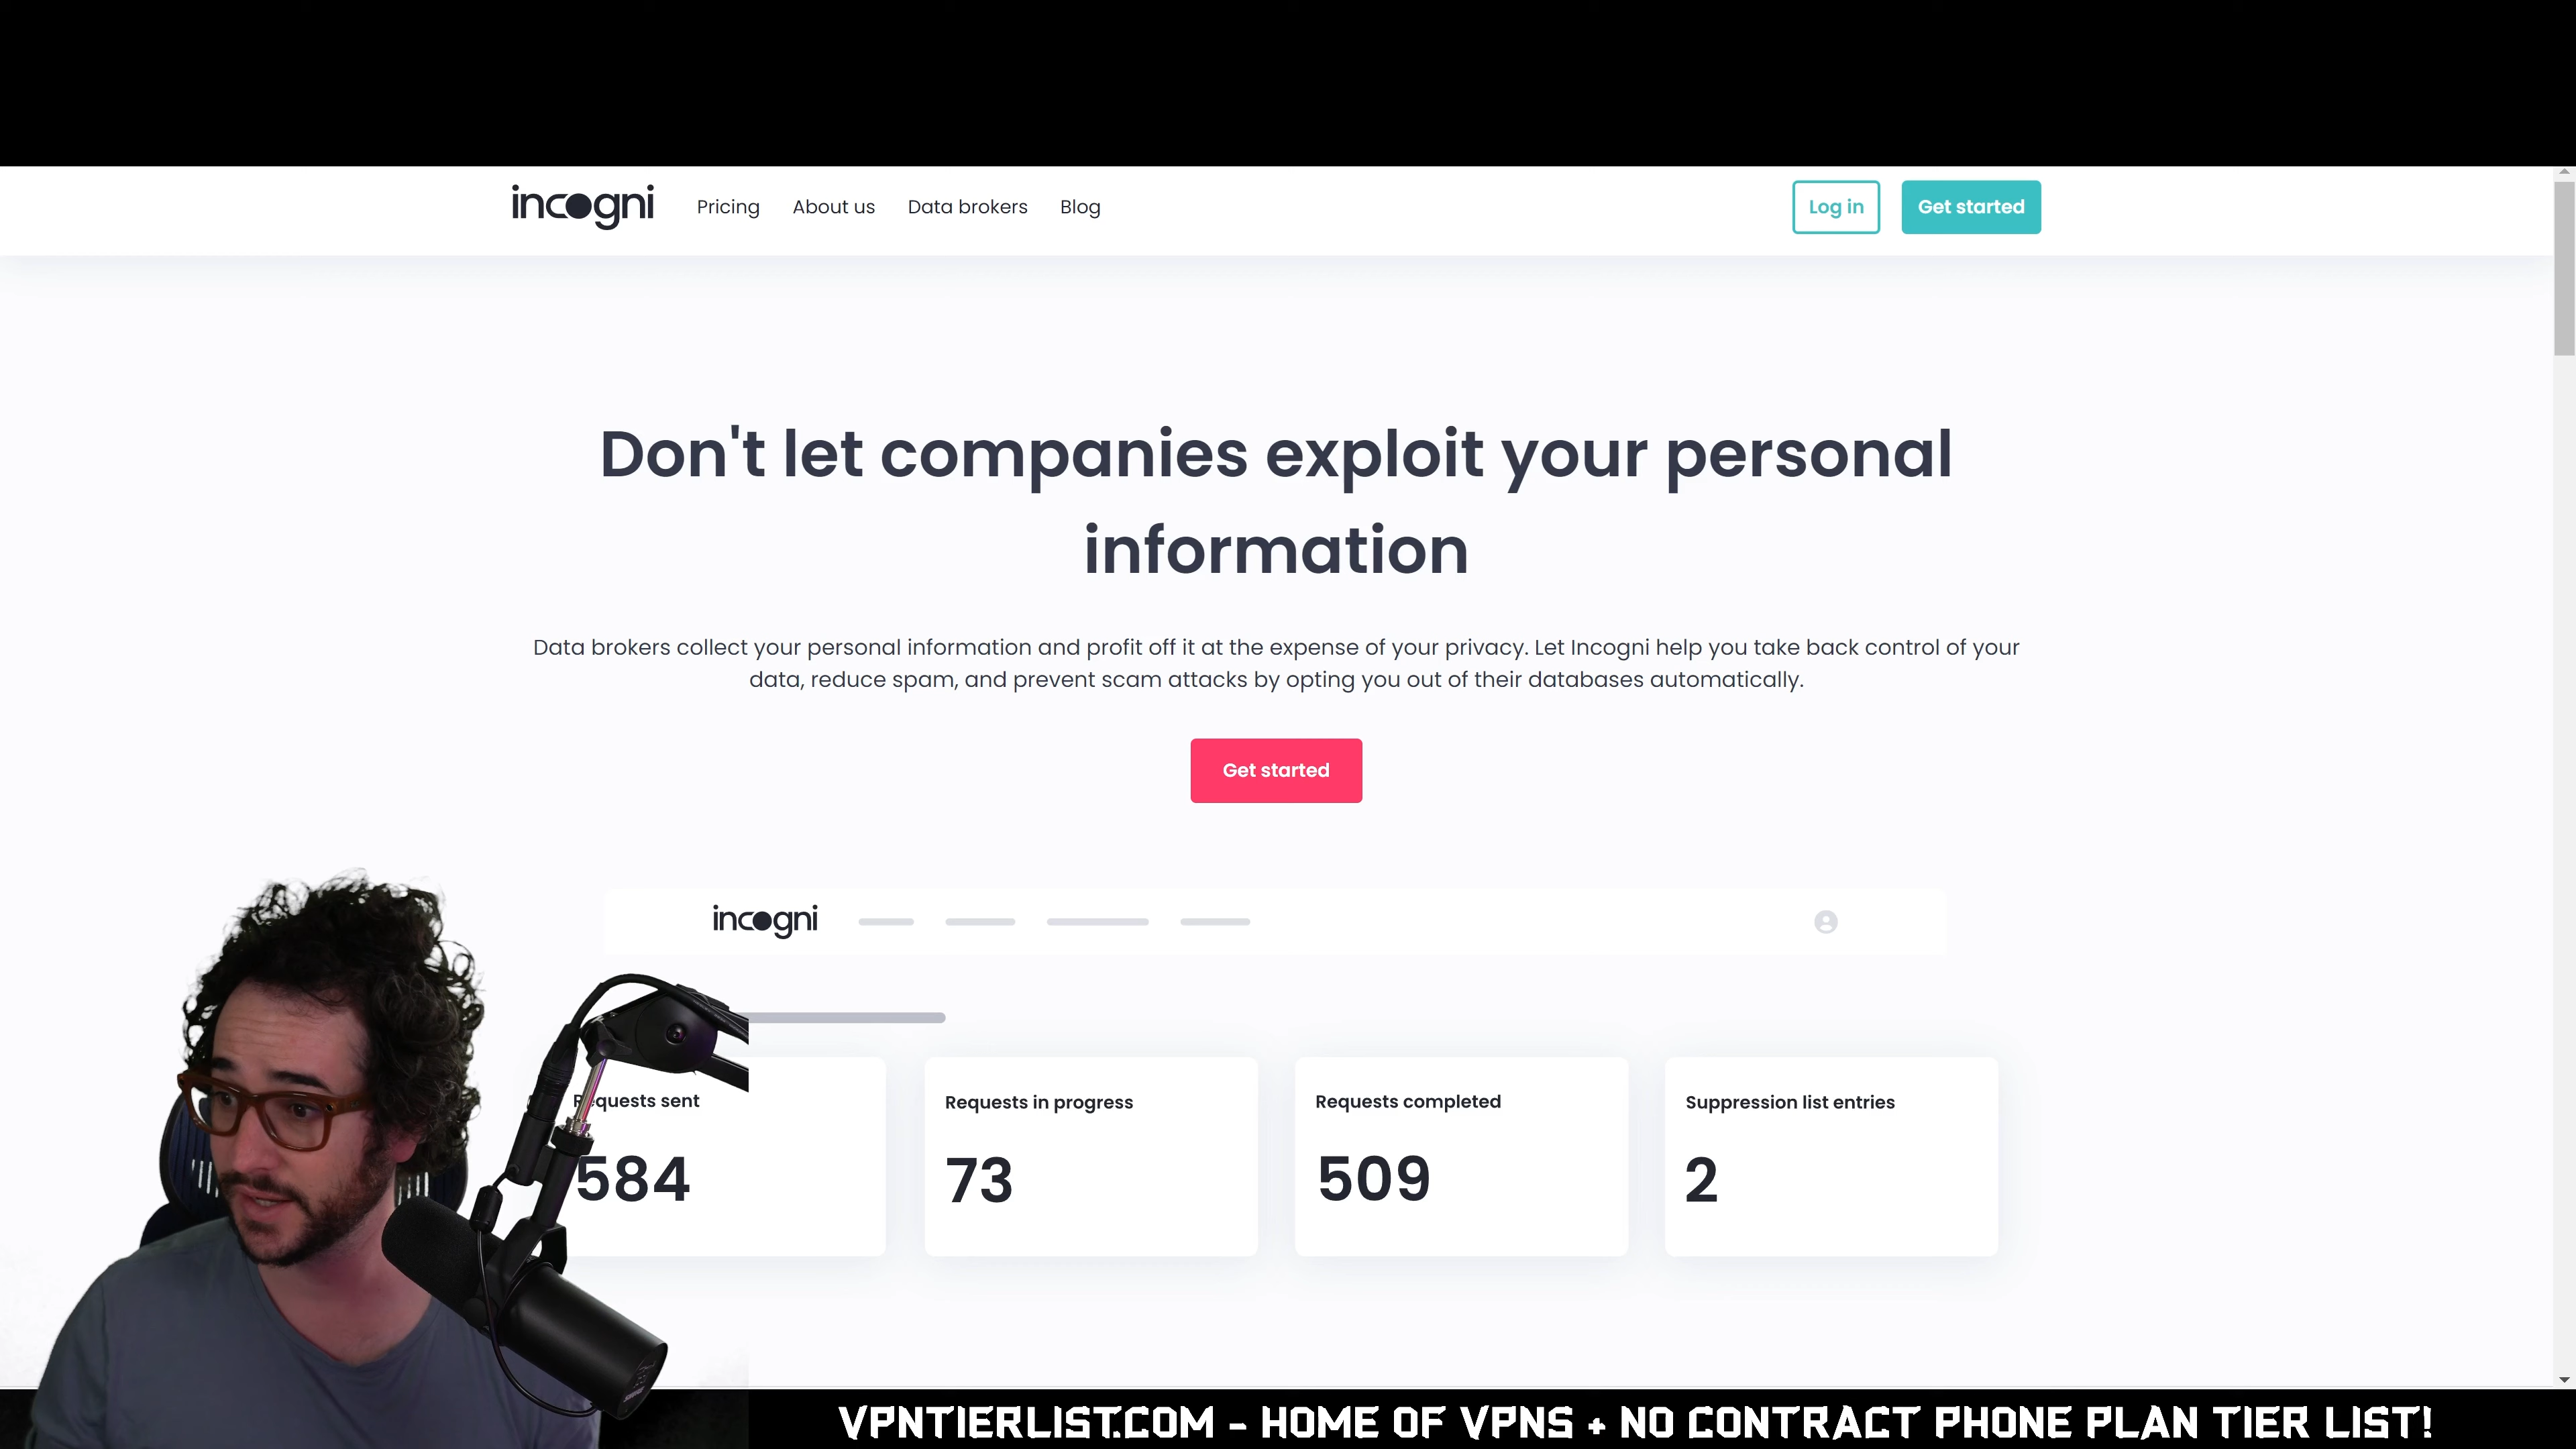 incogni
Pricing
About us
Data brokers
Blog
Log in
Get started
Don't let companies exploit your personal
information
Data brokers collect your personal information and profit off it at the expense of your privacy. Let Incogni help you take back control of your
data, reduce spam, and prevent scam attacks by opting you out of their databases automatically.
Get started
incogni
Requests sent
Requests in progress
Requests completed
Suppression list entries
584
73
509
2
VPNTIERLIST.COM - HOME OF VPNS + NO CONTRACT PHONE PLAN TIER LIST!